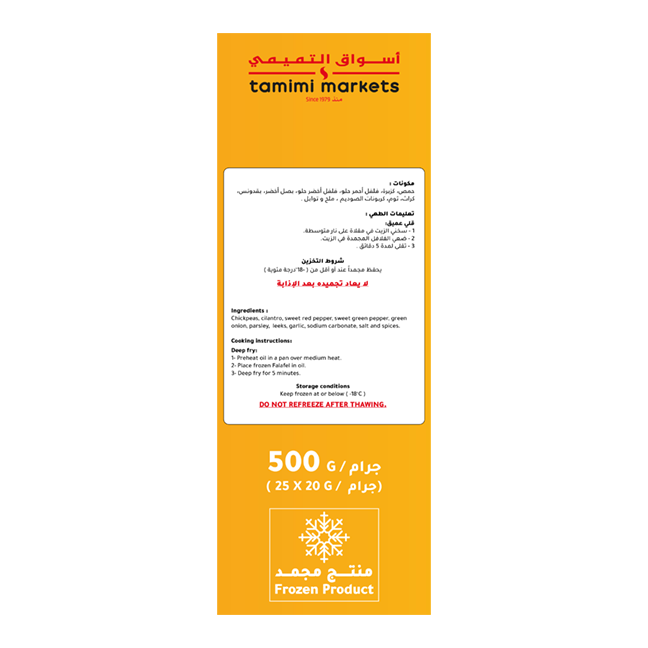 أسواق التميمي
tamimi markets
Since 1979 منذ
مكونات :
حمص، كزبرة، فلفل أحمر حلو، فلفل أخضر حلو، بصل أخضر، بقدونس،
كراث، ثوم، كربونات الصوديم ، ملح و توابل .
تعليمات الطهي :
قلي عميق:
1 - سخني الزيت في مقلاة على نار متوسطة.
2 - ضعي الفلافل المجمدة في الزيت.
3 - تقلى لمدة 5 دقائق .
شروط التخزين
يحفظ مجمداً عند أو أقل من ( -18°درجة مئوية )
لا يعاد تجميده بعد الإذابة
Ingredients :
Chickpeas, cilantro, sweet red pepper, sweet green pepper, green
onion, parsley, leeks, garlic, sodium carbonate, salt and spices.
Cooking Instructions:
Deep fry:
1- Preheat oil in a pan over medium heat.
2- Place frozen Falafel in oil.
3- Deep fry for 5 minutes.
Storage conditions
Keep frozen at or below ( -18°C )
DO NOT REFREEZE AFTER THAWING.
500 G / جرام
( 25 X 20 G / جرام)
منتج مجمد
Frozen Product